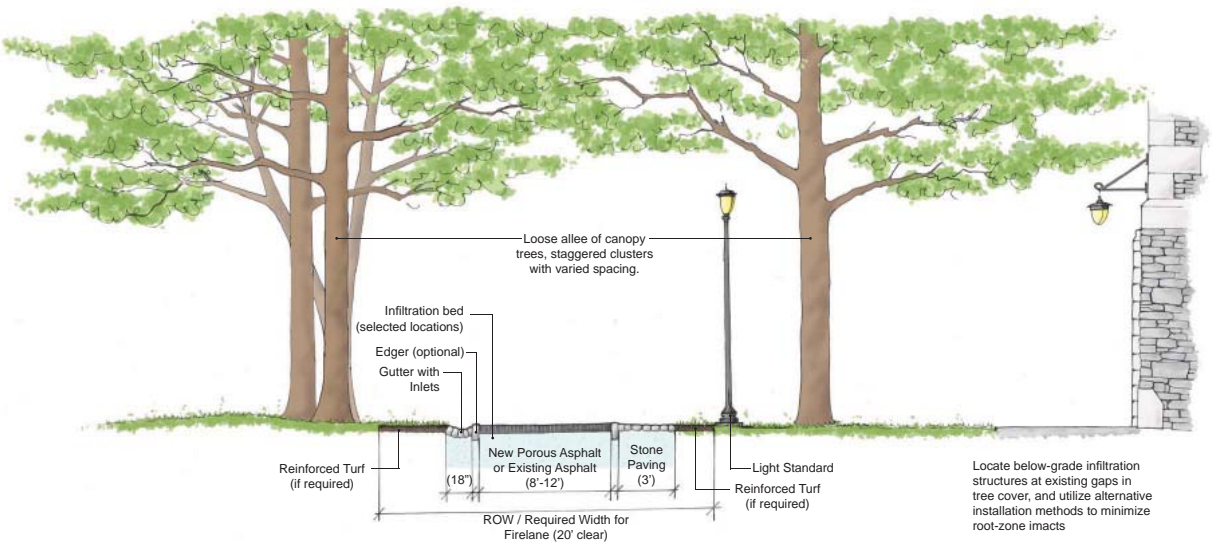 Loose allee of canopy
trees, staggered clusters
with varied spacing.
Infiltration bed
(selected locations)
Edger (optional)
Gutter with
Inlets
Reinforced Turf
(if required)
(18")
New Porous Asphalt
or Existing Asphalt
(8'-12')
Stone
Paving
(3')
Light Standard
Reinforced Turf
(if required)
ROW / Required Width for
Firelane (20' clear)
Locate below-grade infiltration
structures at existing gaps in
tree cover, and utilize alternative
installation methods to minimize
root-zone imacts